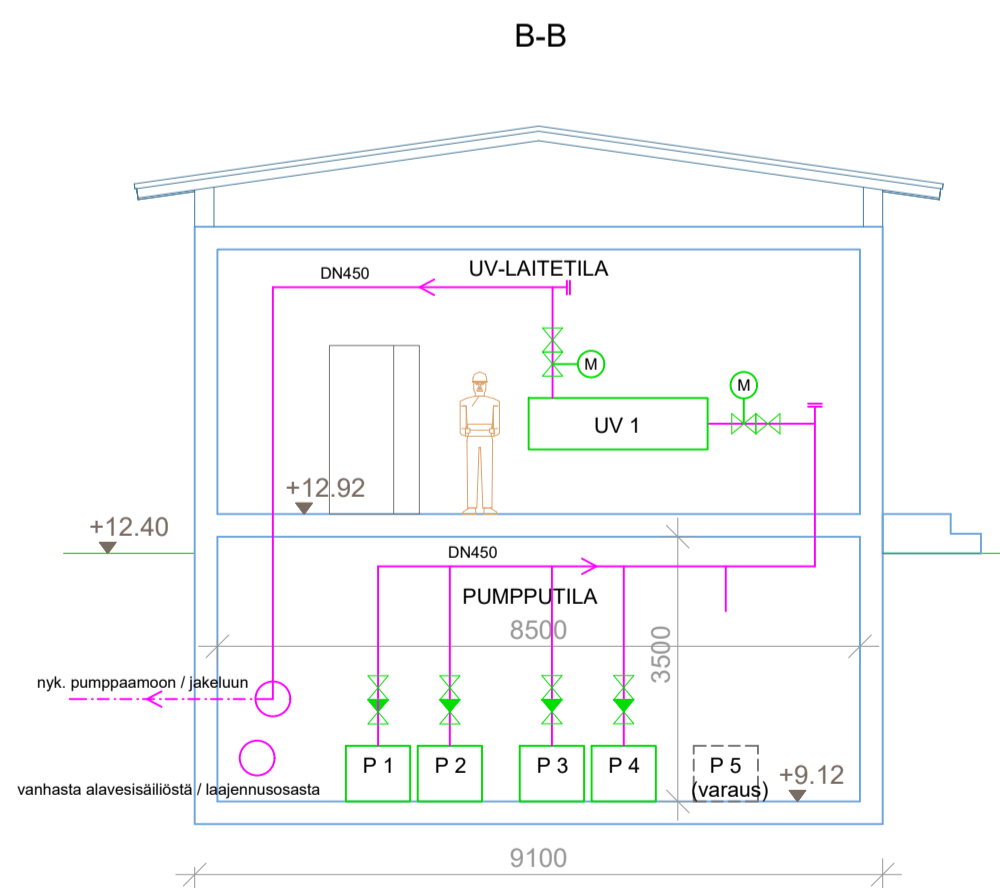 B-B
DN450
UV-LAITETILA
M
M
UV 1
+12.92
+12.40
DN450
PUMPPUTILA
8500
3500
nyk. pumppaamoon / jakeluun
P 1
P 2
P 3
P 4
P 5
(varaus)
+9.12
vanhasta alavesisäiliöstä / laajennusosasta
9100